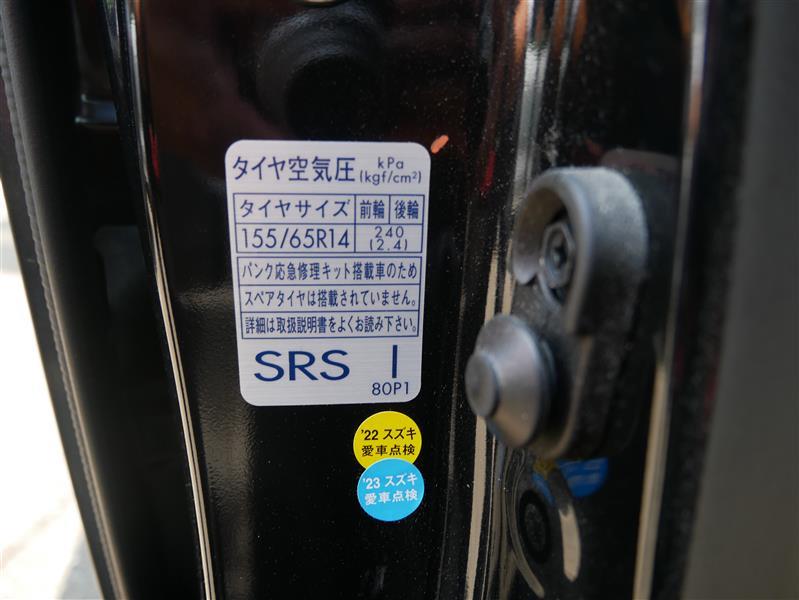 タイヤ空気圧 kPa (kgf/cm²)
タイヤサイズ 前輪 後輪
155/65R14 240 (2.4)
パンク応急修理キット搭載車のため
スペアタイヤは搭載されていません。
詳細は取扱説明書をよくお読み下さい。
SRS I
80P1
'22 スズキ
愛車点検
'23 スズキ
愛車点検